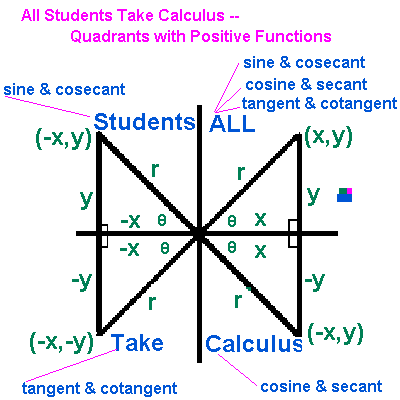 All Students Take Calculus --
Quadrants with Positive Functions
sine & cosecant
cosine & secant
sine & cosecant
tangent & cotangent
Students ALL
(-x,y) (x,y)
r r
y y
-x θ θ x
-x θ θ x
-y -y
r r
(-x,-y) (-x,y)
Take Calculus
tangent & cotangent
cosine & secant